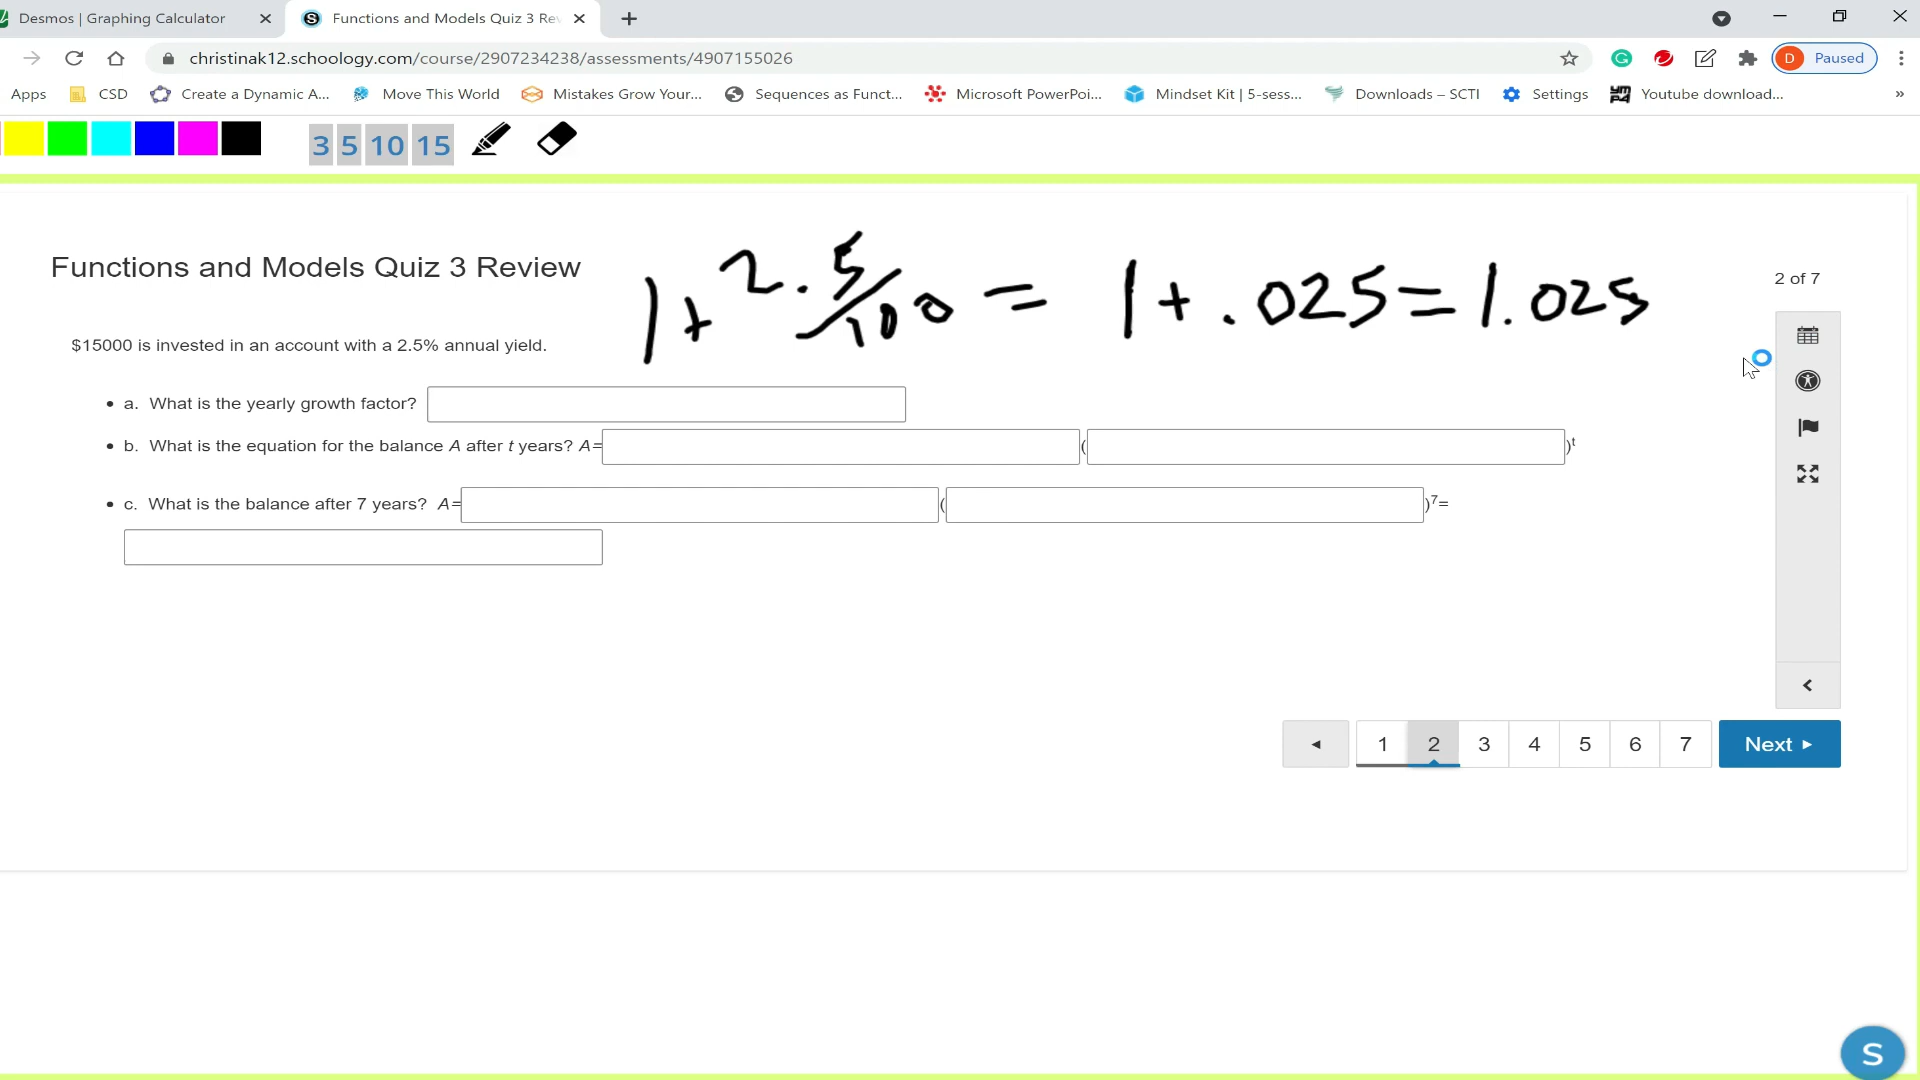 Desmos | Graphing Calculator
Functions and Models Quiz 3 Re
christinak12.schoology.com/course/2907234238/assessments/4907155026
D Paused
Apps CSD Create a Dynamic A... Move This World Mistakes Grow Your... Sequences as Funct... Microsoft PowerPoi... Mindset Kit | 5-sess... Downloads – SCTI Settings Youtube download... »
3 5 10 15
Functions and Models Quiz 3 Review
1 + 2.5/100 = 1 + .025 = 1.025
2 of 7
$15000 is invested in an account with a 2.5% annual yield.
• a. What is the yearly growth factor?
• b. What is the equation for the balance A after t years? A= ( )t
• c. What is the balance after 7 years? A= ( )7=
1 2 3 4 5 6 7 Next
S